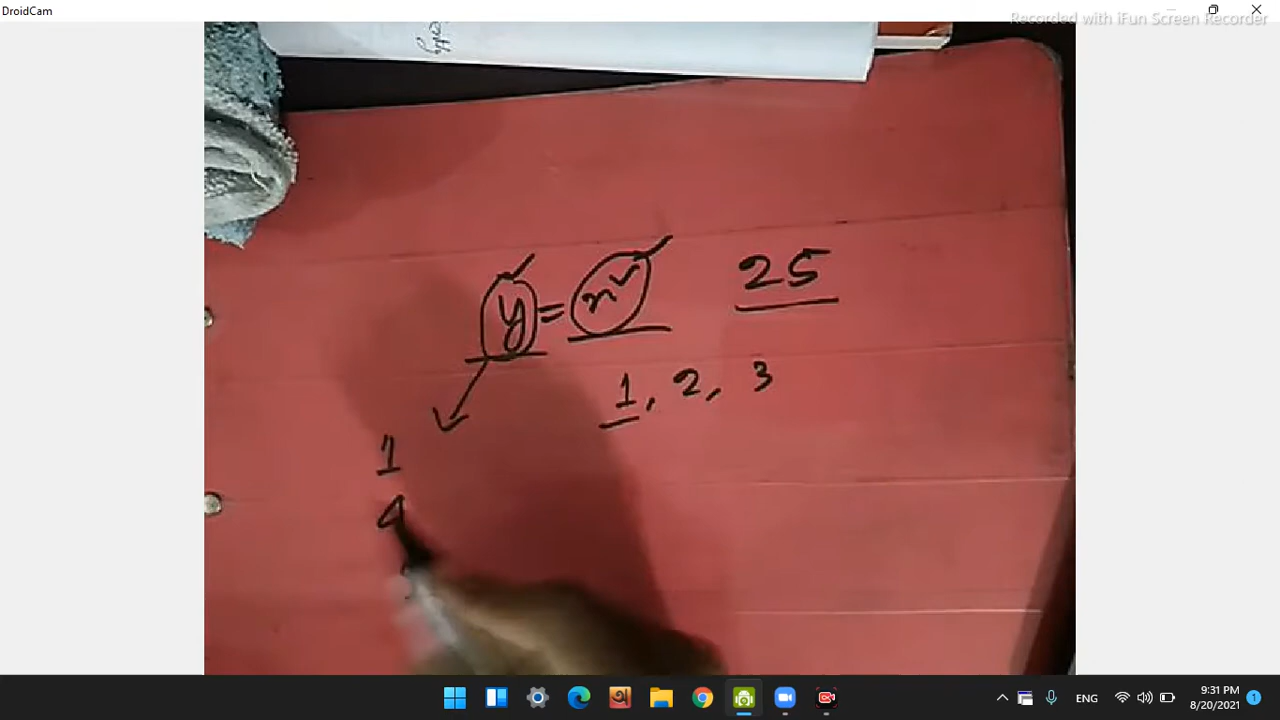 DroidCam
Recorded with iFun Screen Recorder
y = x² 25
1, 2, 3
1
4
ENG
9:31 PM
8/20/2021
1